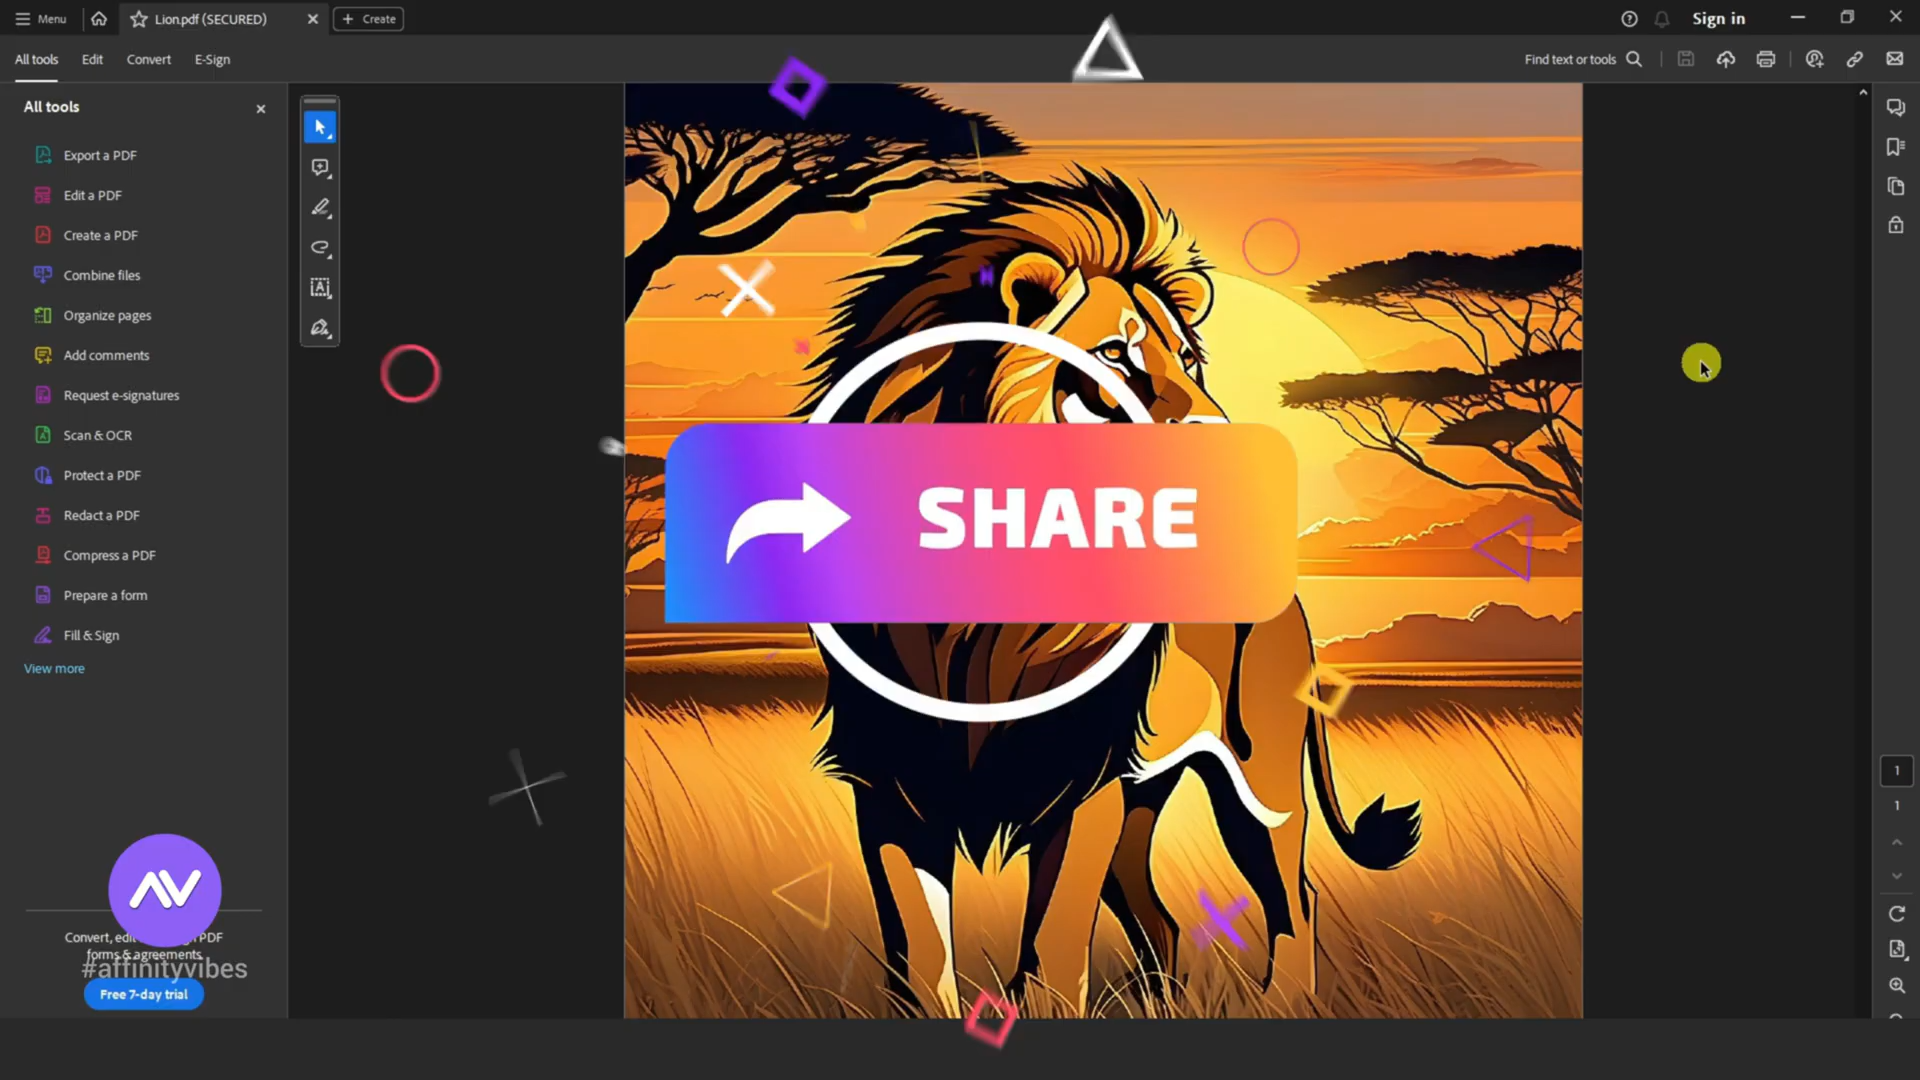 Menu
Lion.pdf (SECURED)
Create
Sign in
All tools
Edit
Convert
E-Sign
Find text or tools
All tools
Export a PDF
Edit a PDF
Create a PDF
Combine files
Organize pages
Add comments
Request e-signatures
Scan & OCR
Protect a PDF
Redact a PDF
Compress a PDF
Prepare a form
Fill & Sign
View more
SHARE
1
1
Convert, edi PDF
forms & agreements
#affinityvibes
Free 7-day trial